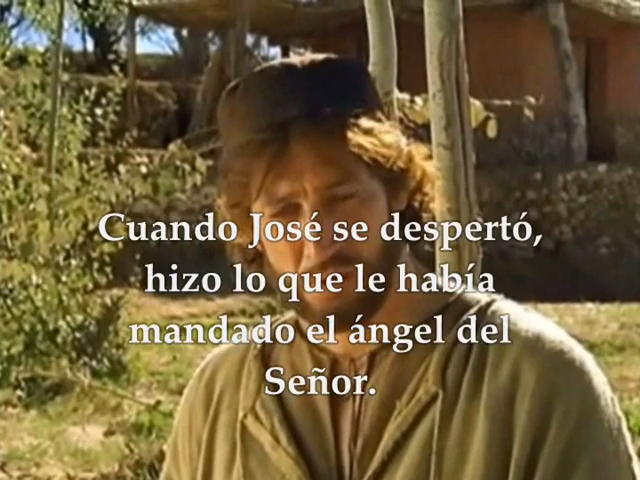 Cuando José se despertó,
hizo lo que le había
mandado el ángel del
Señor.